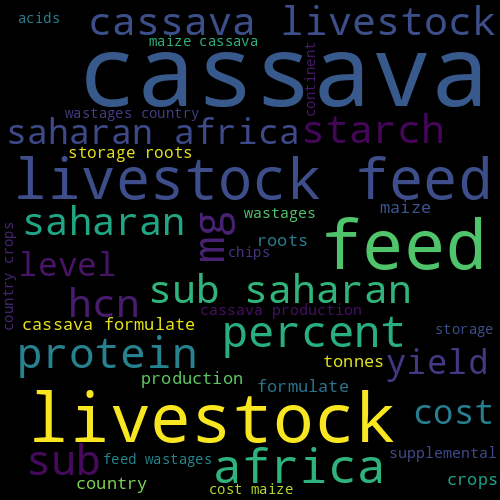 acids
cassava livestock
maize cassava
continent
cassava
wastages country
saharan africa
starch
storage roots
livestock feed
maize
saharan
mg
wastages
feed
roots
chips
country crops
level
sub saharan
hcn
cassava production
cassava formulate
percent
storage
protein
tonnes
yield
production
formulate
livestock
cost
sub
feed wastages
africa
supplemental
country
crops
cost maize